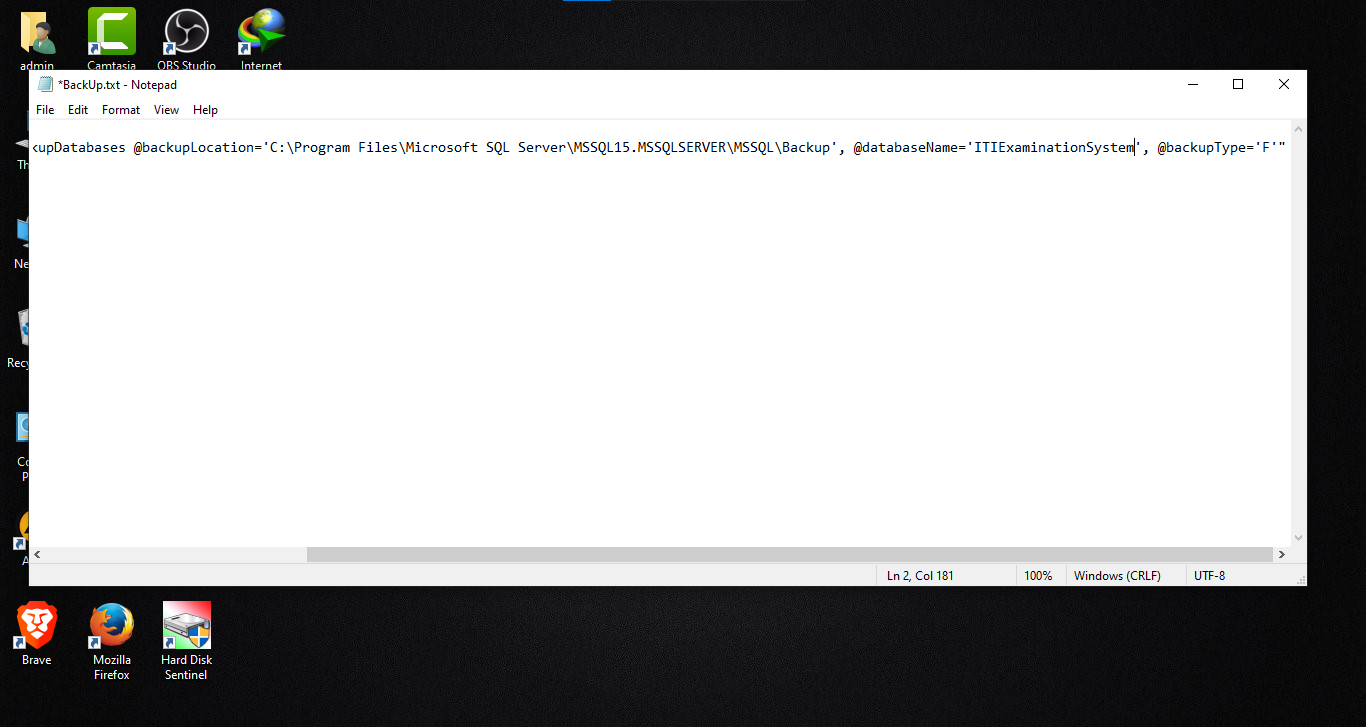 admin
Camtasia
OBS Studio
Internet
*BackUp.txt - Notepad
File Edit Format View Help
kupDatabases @backupLocation='C:\Program Files\Microsoft SQL Server\MSSQL15.MSSQLSERVER\MSSQL\Backup', @databaseName='ITIExaminationSystem', @backupType='F'"
Th
Ne
Recy
Co
P
A
Ln 2, Col 181
100%
Windows (CRLF)
UTF-8
Brave
Mozilla
Firefox
Hard Disk
Sentinel